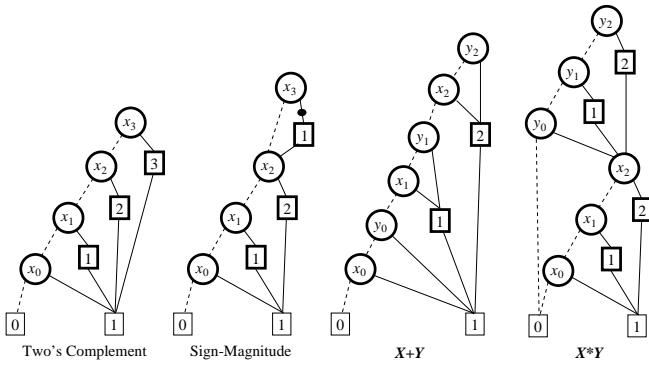 y2
x2
2
y1
y2
x3
2
x2
y1
1
x3
1
2
y0
x2
3
x2
x1
x1
2
x1
2
x1
1
2
y0
1
1
1
x0
x0
x0
x0
0
1
0
1
0
1
0
1
Two's Complement
Sign-Magnitude
X+Y
X*Y